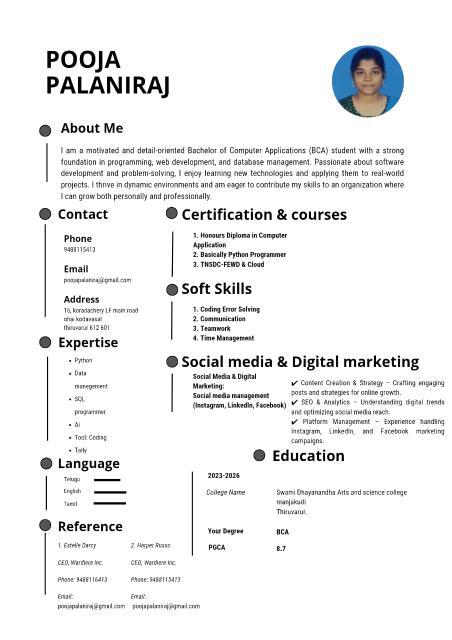 POOJA
PALANIRAJ
About Me
I am a motivated and detail-oriented Bachelor of Computer Applications (BCA) student with a strong
foundation in programming, web development, and database management. Passionate about software
development and problem-solving, I enjoy learning new technologies and applying them to real-world
projects. I thrive in dynamic environments and am eager to contribute my skills to an organization where
I can grow both personally and professionally.
Contact
Phone
9488115413
Email
poojapalaniraj@gmail.com
Address
16, koradachery LF main road
ohai kodavasal
thiruvarur 612 601
Expertise
• Python
• Data
manegement
• SQL
programmer
• Ai
• Tool: Coding
• Tally
Language
Telugu
English
Tamil
Reference
1. Estelle Darcy
CEO, Wardiere Inc.
Phone: 9488116413
Email:
poojapalaniraj@gmail.com
2. Harper Russo
CEO, Wardiere Inc.
Phone: 9488115413
Email:
poojapalaniraj@gmail.com
Certification & courses
1. Honours Diploma in Computer
Application
2. Basically Python Programmer
3. TNSDC-FEWD & Cloud
Soft Skills
1. Coding Error Solving
2. Communication
3. Teamwork
4. Time Management
Social media & Digital marketing
Social Media & Digital
Marketing:
Social media management
(Instagram, LinkedIn, Facebook)
✔ Content Creation & Strategy – Crafting engaging
posts and strategies for online growth.
✔ SEO & Analytics – Understanding digital trends
and optimizing social media reach.
✔ Platform Management – Experience handling
Instagram, LinkedIn, and Facebook marketing
campaigns.
Education
2023-2026
College Name
Swami Dhayanandha Arts and science college
manjakudi
Thiruvarur.
Your Degree
BCA
PGCA
8.7